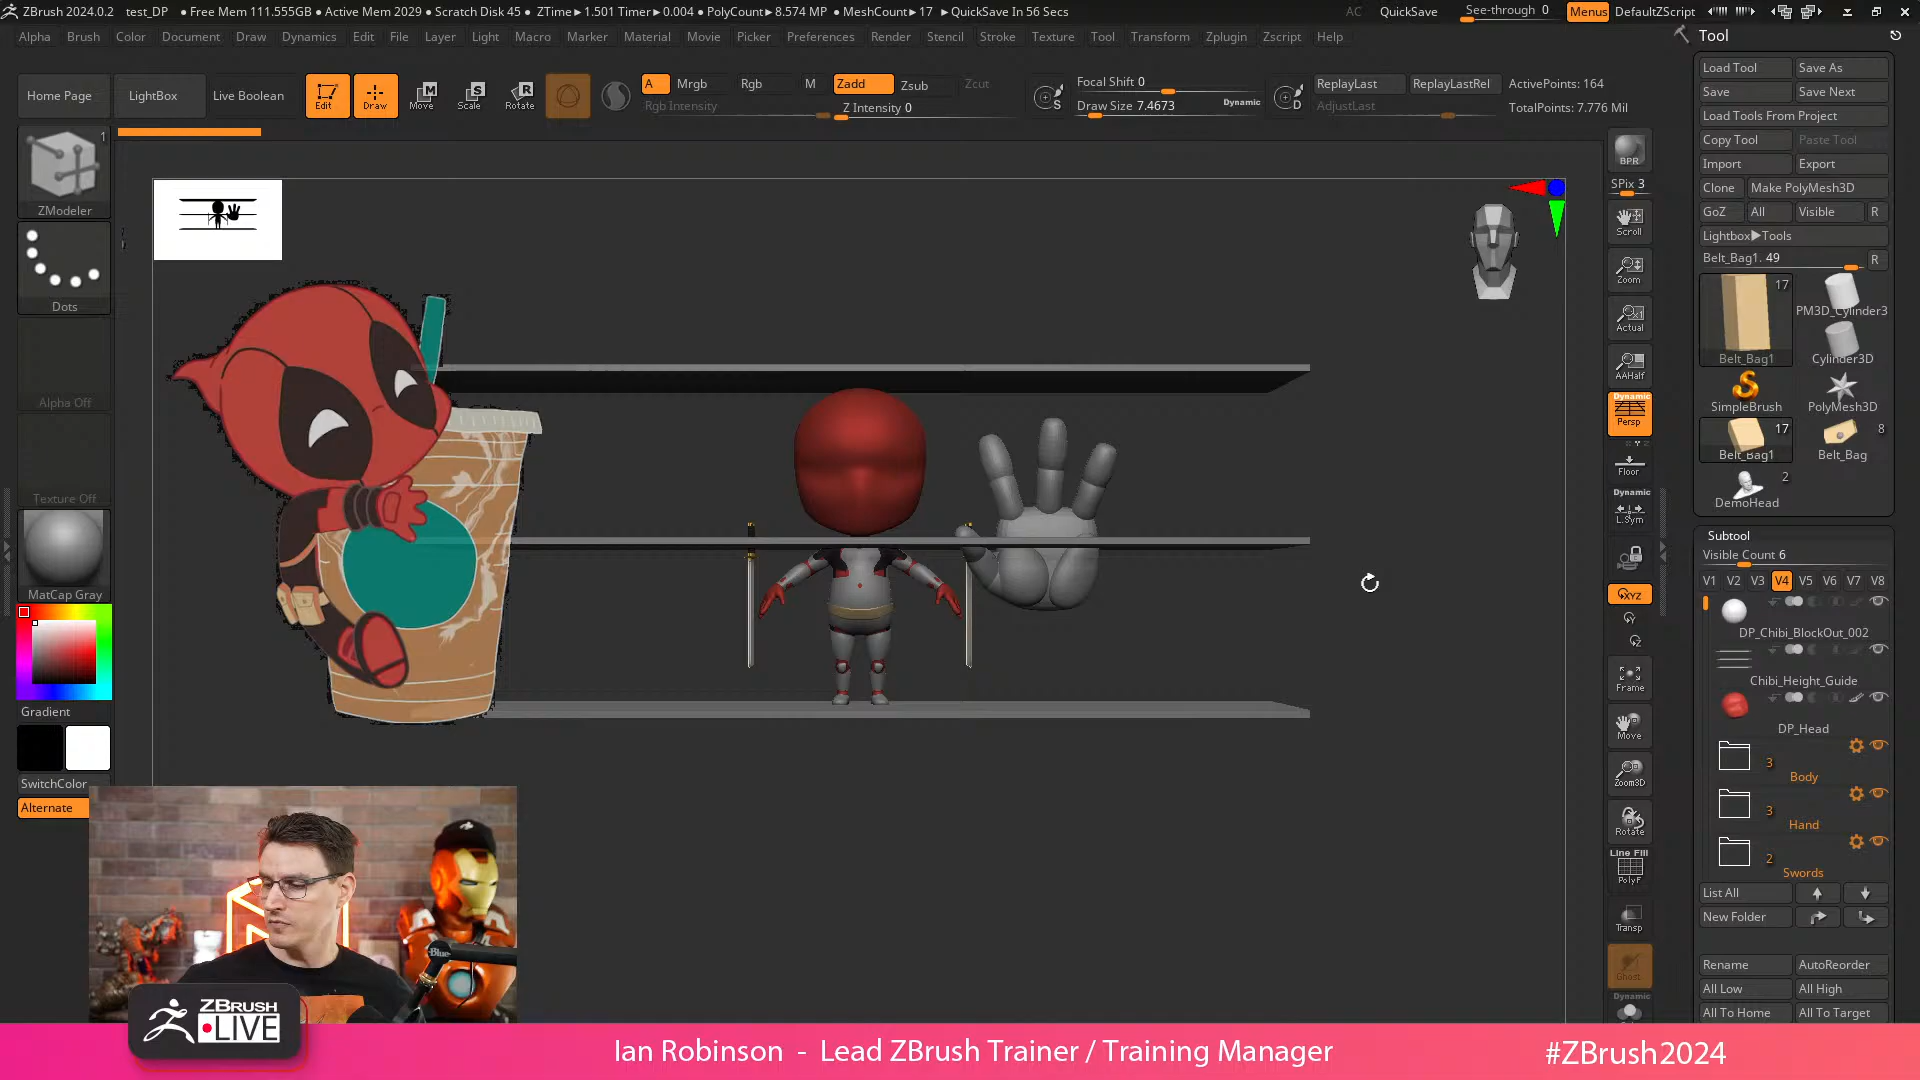 ZBrush 2024.0.2 test_DP ● Free Mem 111.555GB ● Active Mem 2029 ● Scratch Disk 45 ● ZTime►1.501 Timer►0.004 ● PolyCount►8.574 MP ● MeshCount►17 ►QuickSave In 56 Secs AC QuickSave See-through 0 Menus DefaultZScript
Alpha Brush Color Document Draw Dynamics Edit File Layer Light Macro Marker Material Movie Picker Preferences Render Stencil Stroke Texture Tool Transform Zplugin Zscript Help
Home Page LightBox Live Boolean
Edit Draw Move Scale Rotate
A Mrgb Rgb M Zadd Zsub Zcut
Rgb Intensity Z Intensity 0
Focal Shift 0
Draw Size 7.4673 Dynamic
ReplayLast ReplayLastRel
AdjustLast
ActivePoints: 164
TotalPoints: 7.776 Mil
1
ZModeler
Dots
Alpha Off
Texture Off
MatCap Gray
Gradient
SwitchColor
Alternate
BPR
SPix 3
Scroll
Zoom
Actual
AAHalf
Dynamic
Persp
Floor
Dynamic
L.Sym
XYZ
Frame
Move
Zoom3D
Rotate
Line Fill
PolyF
Transp
Ghost
Dynamic
Tool
Load Tool Save As
Save Save Next
Load Tools From Project
Copy Tool Paste Tool
Import Export
Clone Make PolyMesh3D
GoZ All Visible R
Lightbox►Tools
Belt_Bag1. 49 R
17
Belt_Bag1
PM3D_Cylinder3
Cylinder3D
SimpleBrush PolyMesh3D
17 8
Belt_Bag1 Belt_Bag
2
DemoHead
Subtool
Visible Count 6
V1 V2 V3 V4 V5 V6 V7 V8
DP_Chibi_BlockOut_002
Chibi_Height_Guide
DP_Head
3
Body
3
Hand
2
Swords
List All
New Folder
Rename AutoReorder
All Low All High
All To Home All To Target
Blue
ZBRUSH
LIVE
Ian Robinson - Lead ZBrush Trainer / Training Manager
#ZBrush2024